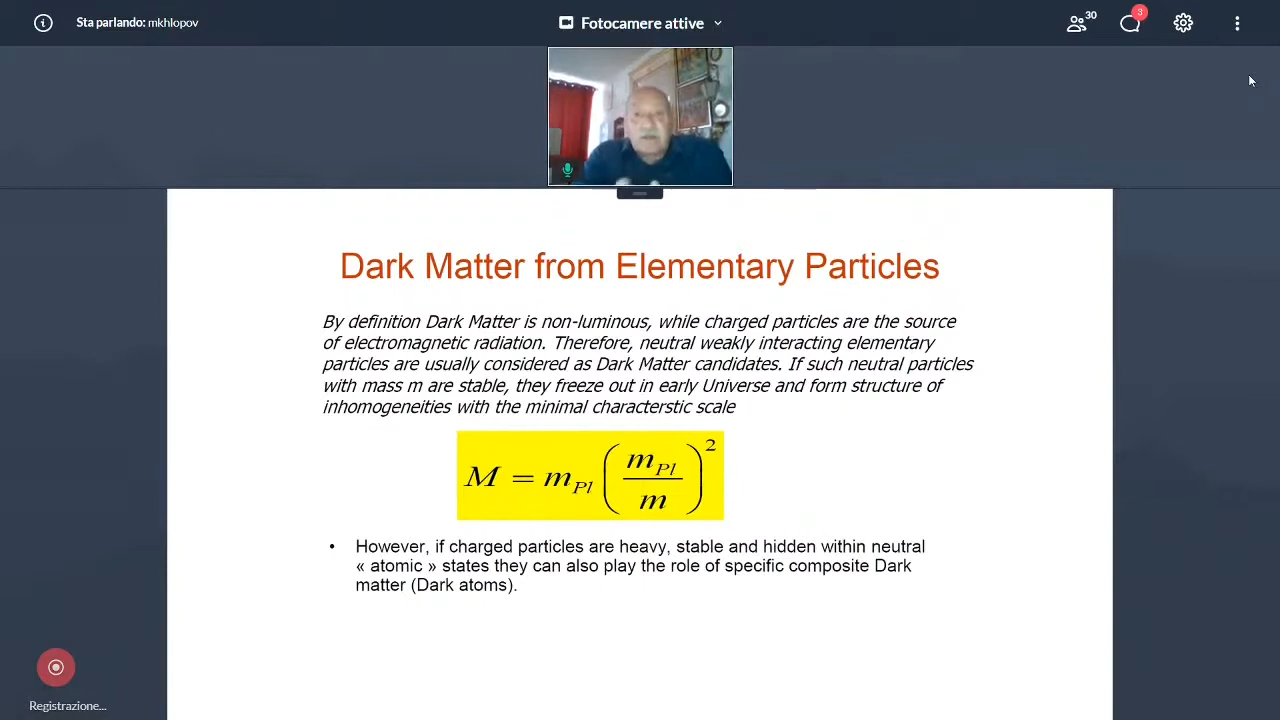 Sta parlando: mkhlopov
Fotocamere attive
30
3
Dark Matter from Elementary Particles
By definition Dark Matter is non-luminous, while charged particles are the source
of electromagnetic radiation. Therefore, neutral weakly interacting elementary
particles are usually considered as Dark Matter candidates. If such neutral particles
with mass m are stable, they freeze out in early Universe and form structure of
inhomogeneities with the minimal characterstic scale
M = m_{Pl} (m_{Pl}/m)^2
• However, if charged particles are heavy, stable and hidden within neutral
« atomic » states they can also play the role of specific composite Dark
matter (Dark atoms).
Registrazione...